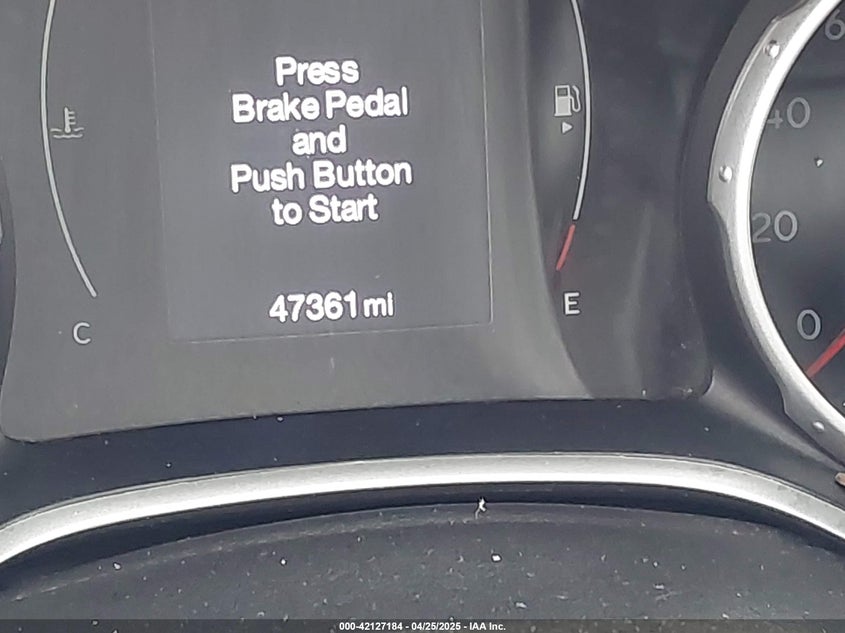 Press
Brake Pedal
and
Push Button
to Start
47361 mi
C
E
40
20
0
000-42127184 - 04/25/2025 - IAA Inc.